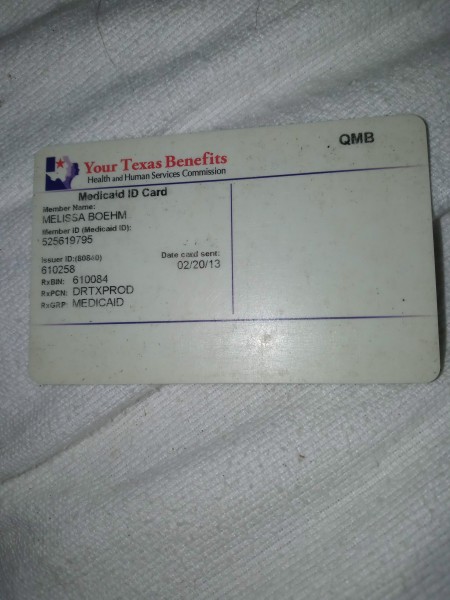 QMB
Your Texas Benefits
Health and Human Services Commission
Medicaid ID Card
Member Name:
MELISSA BOEHM
Member ID (Medicaid ID):
525619795
Issuer ID:(80840)
610258
Date card sent:
02/20/13
RxBIN: 610084
RxPCN: DRTXPROD
RxGRP: MEDICAID